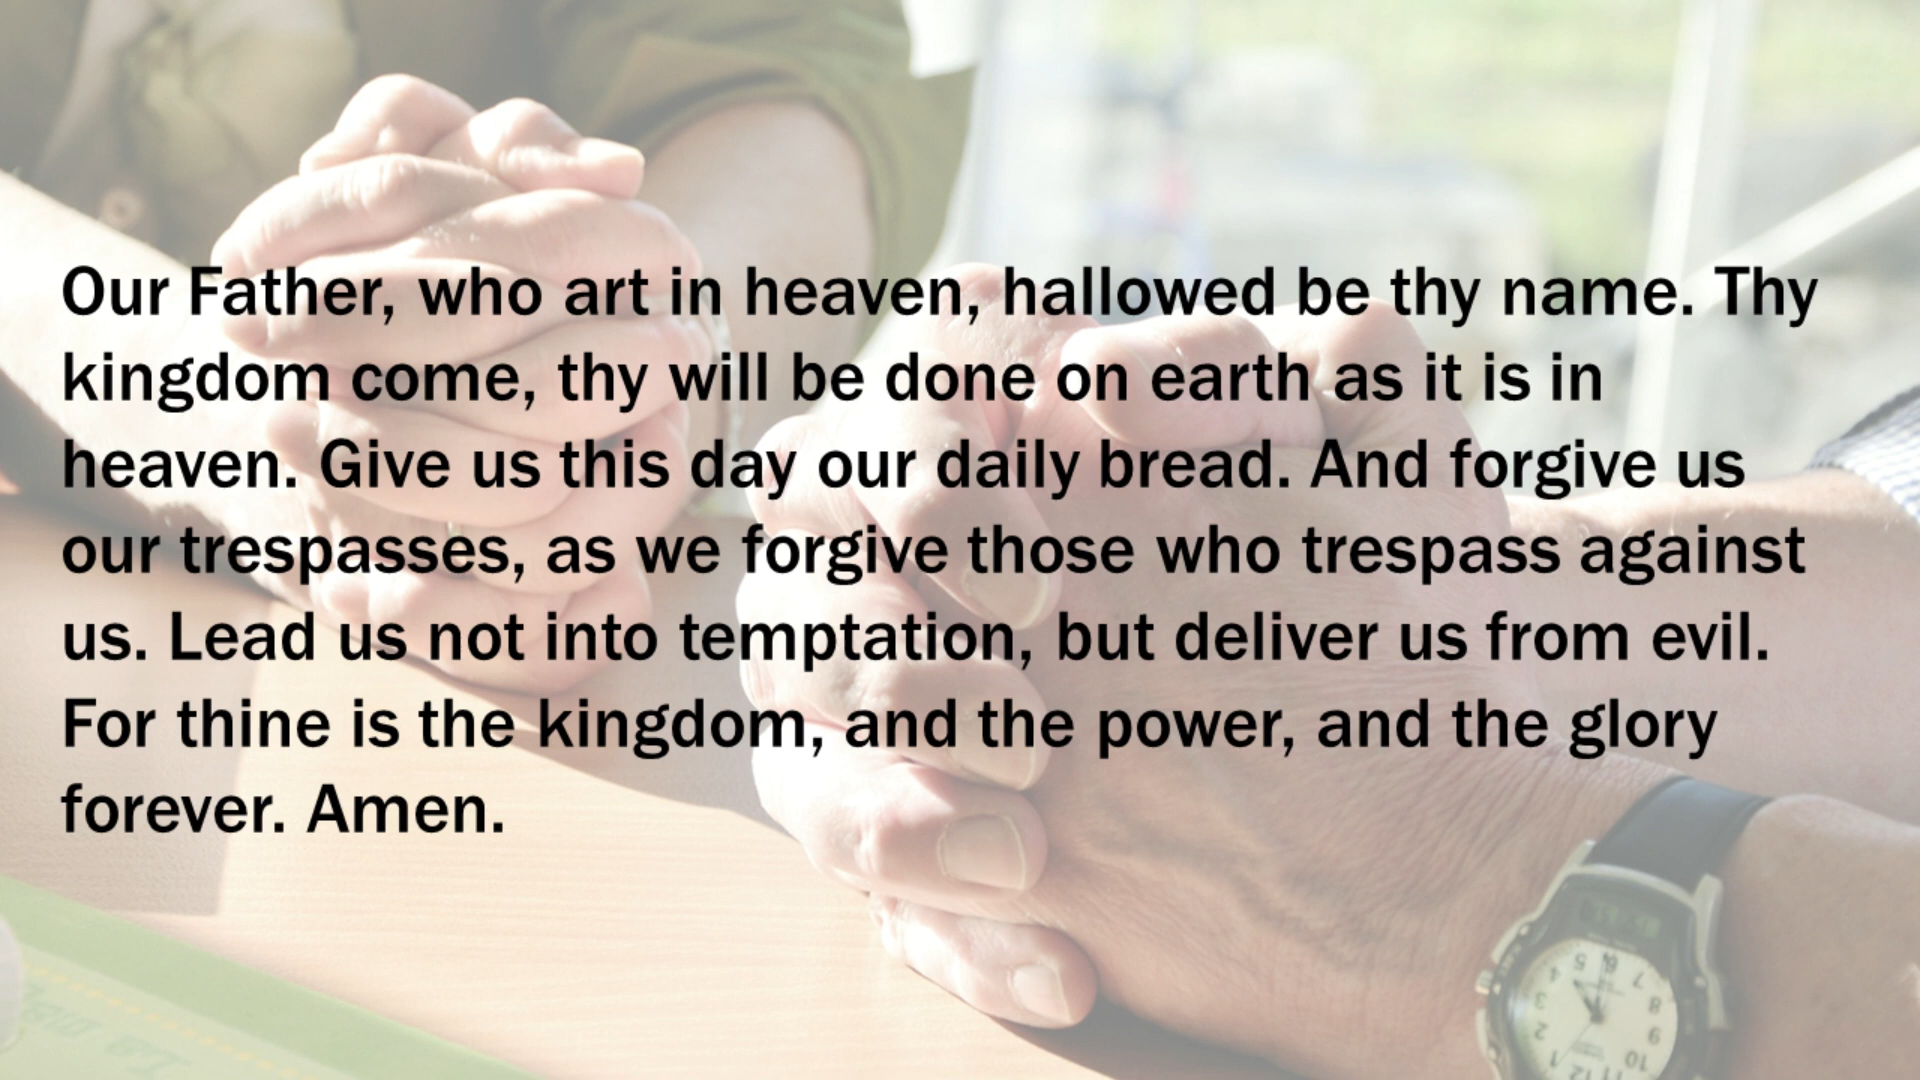 Our Father, who art in heaven, hallowed be thy name. Thy
kingdom come, thy will be done on earth as it is in
heaven. Give us this day our daily bread. And forgive us
our trespasses, as we forgive those who trespass against
us. Lead us not into temptation, but deliver us from evil.
For thine is the kingdom, and the power, and the glory
forever. Amen.